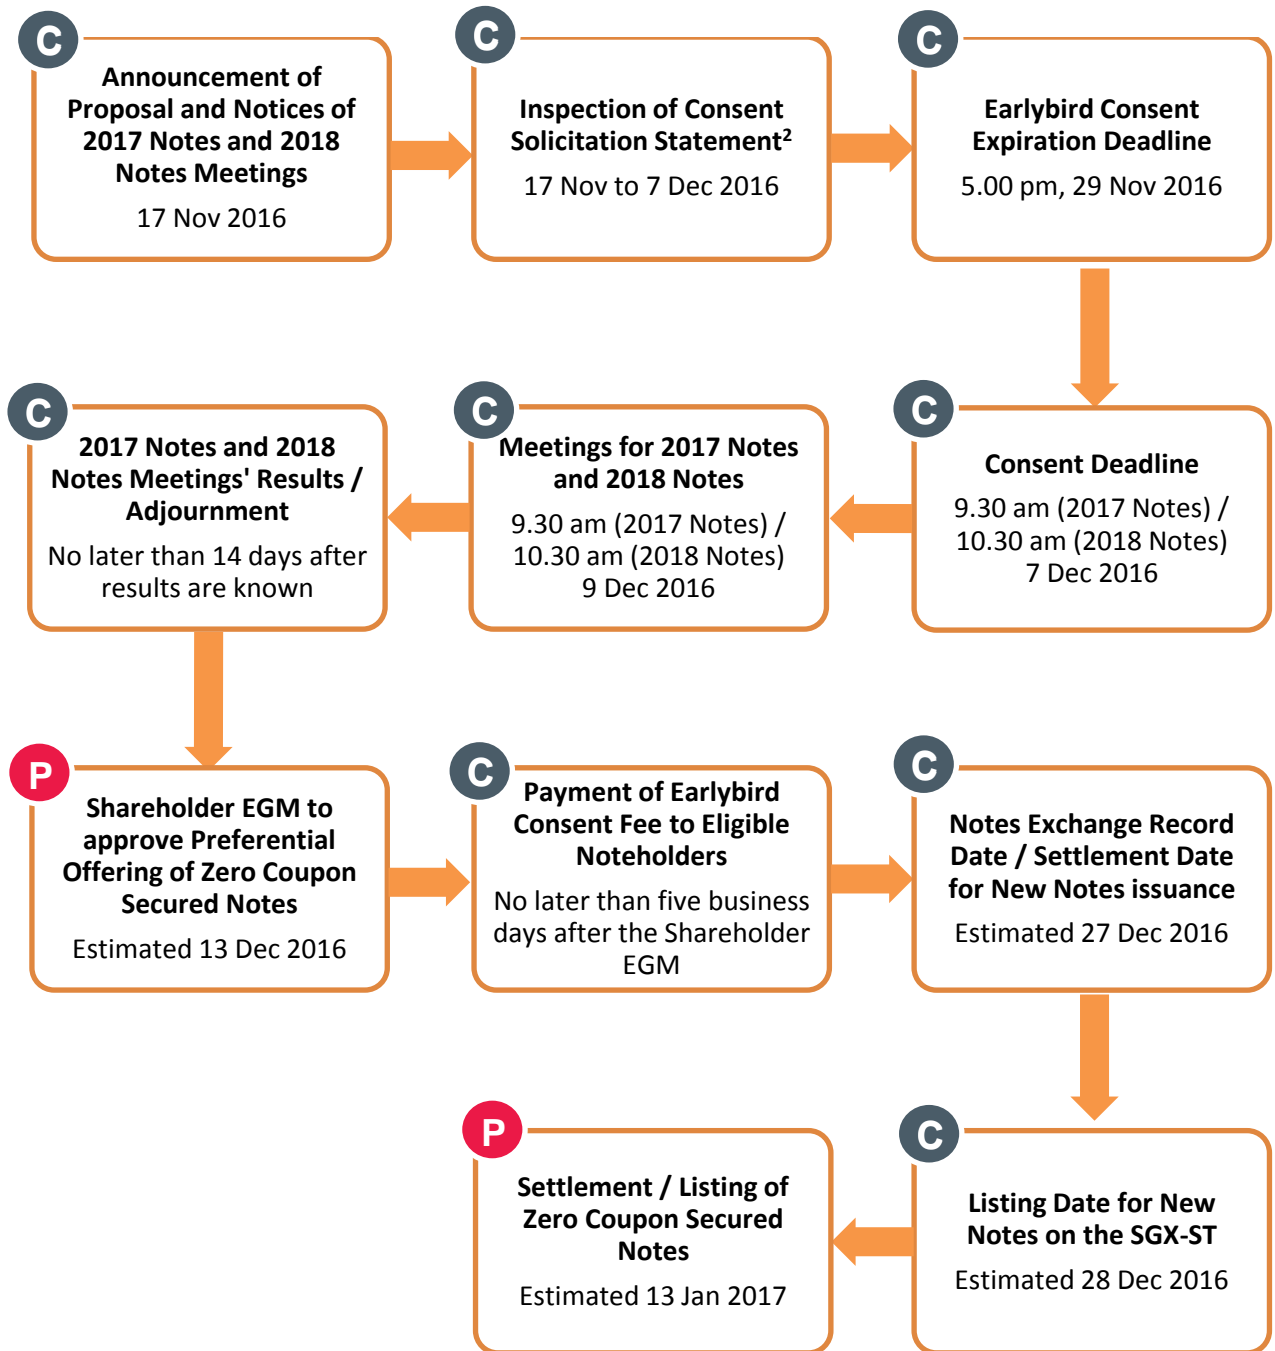 C
Announcement of
Proposal and Notices of
2017 Notes and 2018
Notes Meetings
17 Nov 2016
C
Inspection of Consent
Solicitation Statement²
17 Nov to 7 Dec 2016
C
Earlybird Consent
Expiration Deadline
5.00 pm, 29 Nov 2016
C
Consent Deadline
9.30 am (2017 Notes) /
10.30 am (2018 Notes)
7 Dec 2016
C
Meetings for 2017 Notes
and 2018 Notes
9.30 am (2017 Notes) /
10.30 am (2018 Notes)
9 Dec 2016
C
2017 Notes and 2018
Notes Meetings' Results /
Adjournment
No later than 14 days after
results are known
P
Shareholder EGM to
approve Preferential
Offering of Zero Coupon
Secured Notes
Estimated 13 Dec 2016
C
Payment of Earlybird
Consent Fee to Eligible
Noteholders
No later than five business
days after the Shareholder
EGM
C
Notes Exchange Record
Date / Settlement Date
for New Notes issuance
Estimated 27 Dec 2016
C
Listing Date for New
Notes on the SGX-ST
Estimated 28 Dec 2016
P
Settlement / Listing of
Zero Coupon Secured
Notes
Estimated 13 Jan 2017